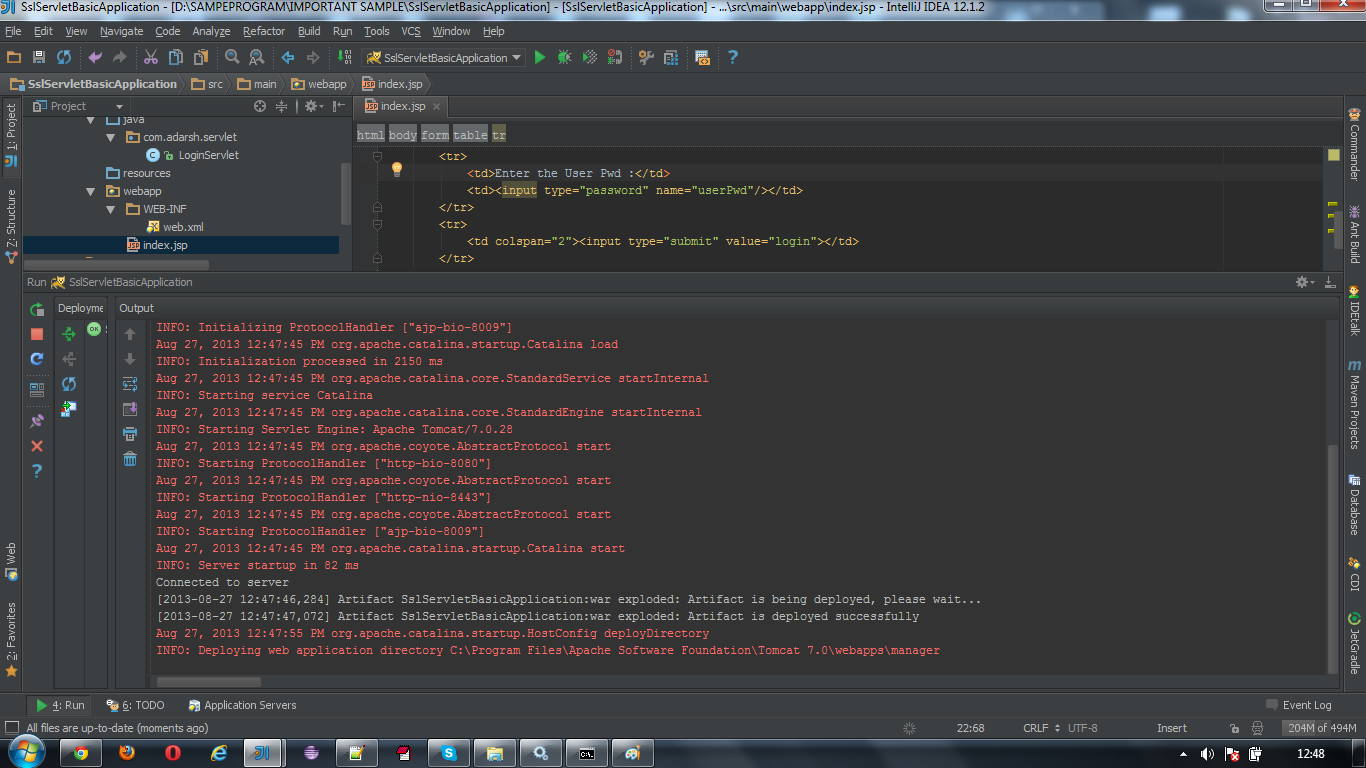 SslServletBasicApplication - [D:\SAMPEPROGRAM\IMPORTANT SAMPLE\SslServletBasicApplication] - [SslServletBasicApplication] - ...\src\main\webapp\index.jsp - IntelliJ IDEA 12.1.2
File Edit View Navigate Code Analyze Refactor Build Run Tools VCS Window Help
SslServletBasicApplication
SslServletBasicApplication src main webapp index.jsp
Project
index.jsp
java
com.adarsh.servlet
LoginServlet
resources
webapp
WEB-INF
web.xml
index.jsp
html body form table tr
<tr>
<td>Enter the User Pwd :</td>
<td><input type="password" name="userPwd"/></td>
</tr>
<tr>
<td colspan="2"><input type="submit" value="login"></td>
</tr>
1: Project
Z: Structure
Web
2: Favorites
Commander
Ant Build
IDEtalk
Maven Projects
Database
CDI
JetGradle
Run SslServletBasicApplication
Deployme
Output
OK
INFO: Initializing ProtocolHandler ["ajp-bio-8009"]
Aug 27, 2013 12:47:45 PM org.apache.catalina.startup.Catalina load
INFO: Initialization processed in 2150 ms
Aug 27, 2013 12:47:45 PM org.apache.catalina.core.StandardService startInternal
INFO: Starting service Catalina
Aug 27, 2013 12:47:45 PM org.apache.catalina.core.StandardEngine startInternal
INFO: Starting Servlet Engine: Apache Tomcat/7.0.28
Aug 27, 2013 12:47:45 PM org.apache.coyote.AbstractProtocol start
INFO: Starting ProtocolHandler ["http-bio-8080"]
Aug 27, 2013 12:47:45 PM org.apache.coyote.AbstractProtocol start
INFO: Starting ProtocolHandler ["http-nio-8443"]
Aug 27, 2013 12:47:45 PM org.apache.coyote.AbstractProtocol start
INFO: Starting ProtocolHandler ["ajp-bio-8009"]
Aug 27, 2013 12:47:45 PM org.apache.catalina.startup.Catalina start
INFO: Server startup in 82 ms
Connected to server
[2013-08-27 12:47:46,284] Artifact SslServletBasicApplication:war exploded: Artifact is being deployed, please wait...
[2013-08-27 12:47:47,072] Artifact SslServletBasicApplication:war exploded: Artifact is deployed successfully
Aug 27, 2013 12:47:55 PM org.apache.catalina.startup.HostConfig deployDirectory
INFO: Deploying web application directory C:\Program Files\Apache Software Foundation\Tomcat 7.0\webapps\manager
4: Run 6: TODO Application Servers Event Log
All files are up-to-date (moments ago) 22:68 CRLF UTF-8 Insert 204M of 494M
12:48